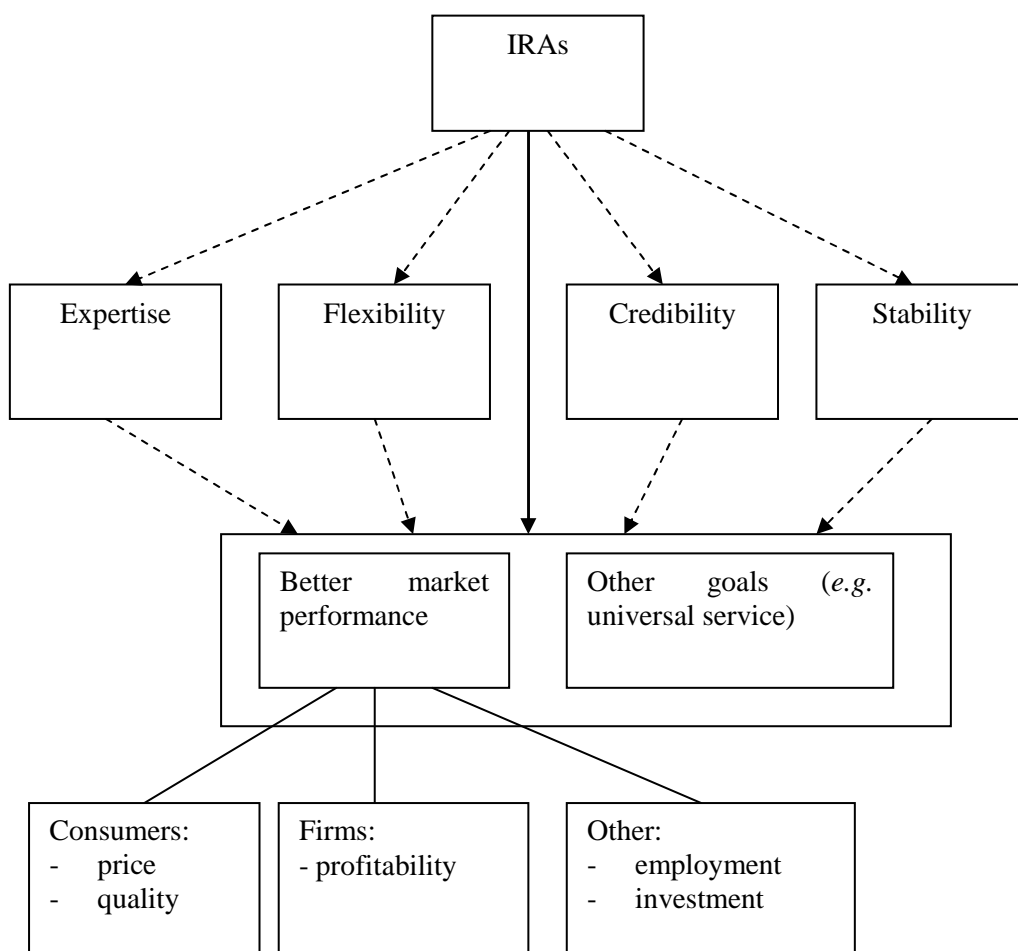 IRAs
Expertise
Flexibility
Credibility
Stability
Better market
performance
Other goals (e.g.
universal service)
Consumers:
- price
- quality
Firms:
- profitability
Other:
- employment
- investment